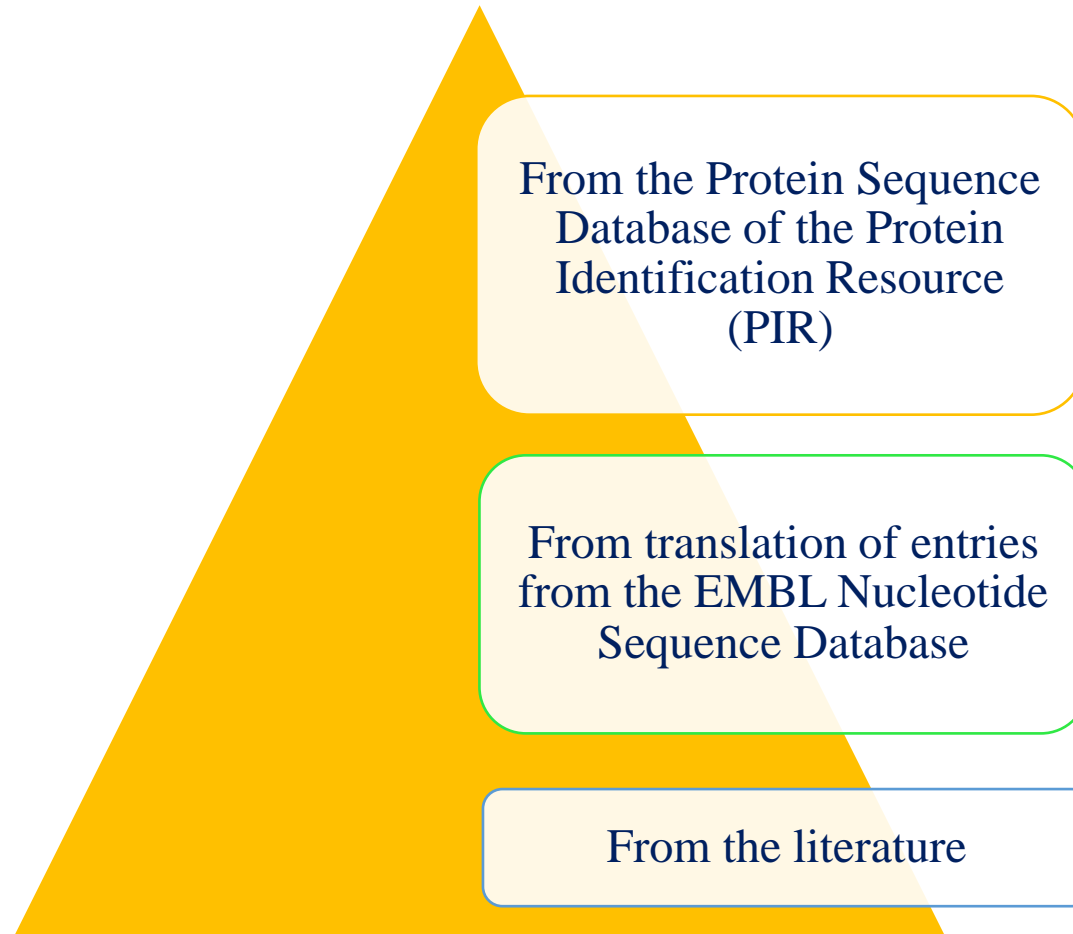 From the Protein Sequence
Database of the Protein
Identification Resource
(PIR)
From translation of entries
from the EMBL Nucleotide
Sequence Database
From the literature